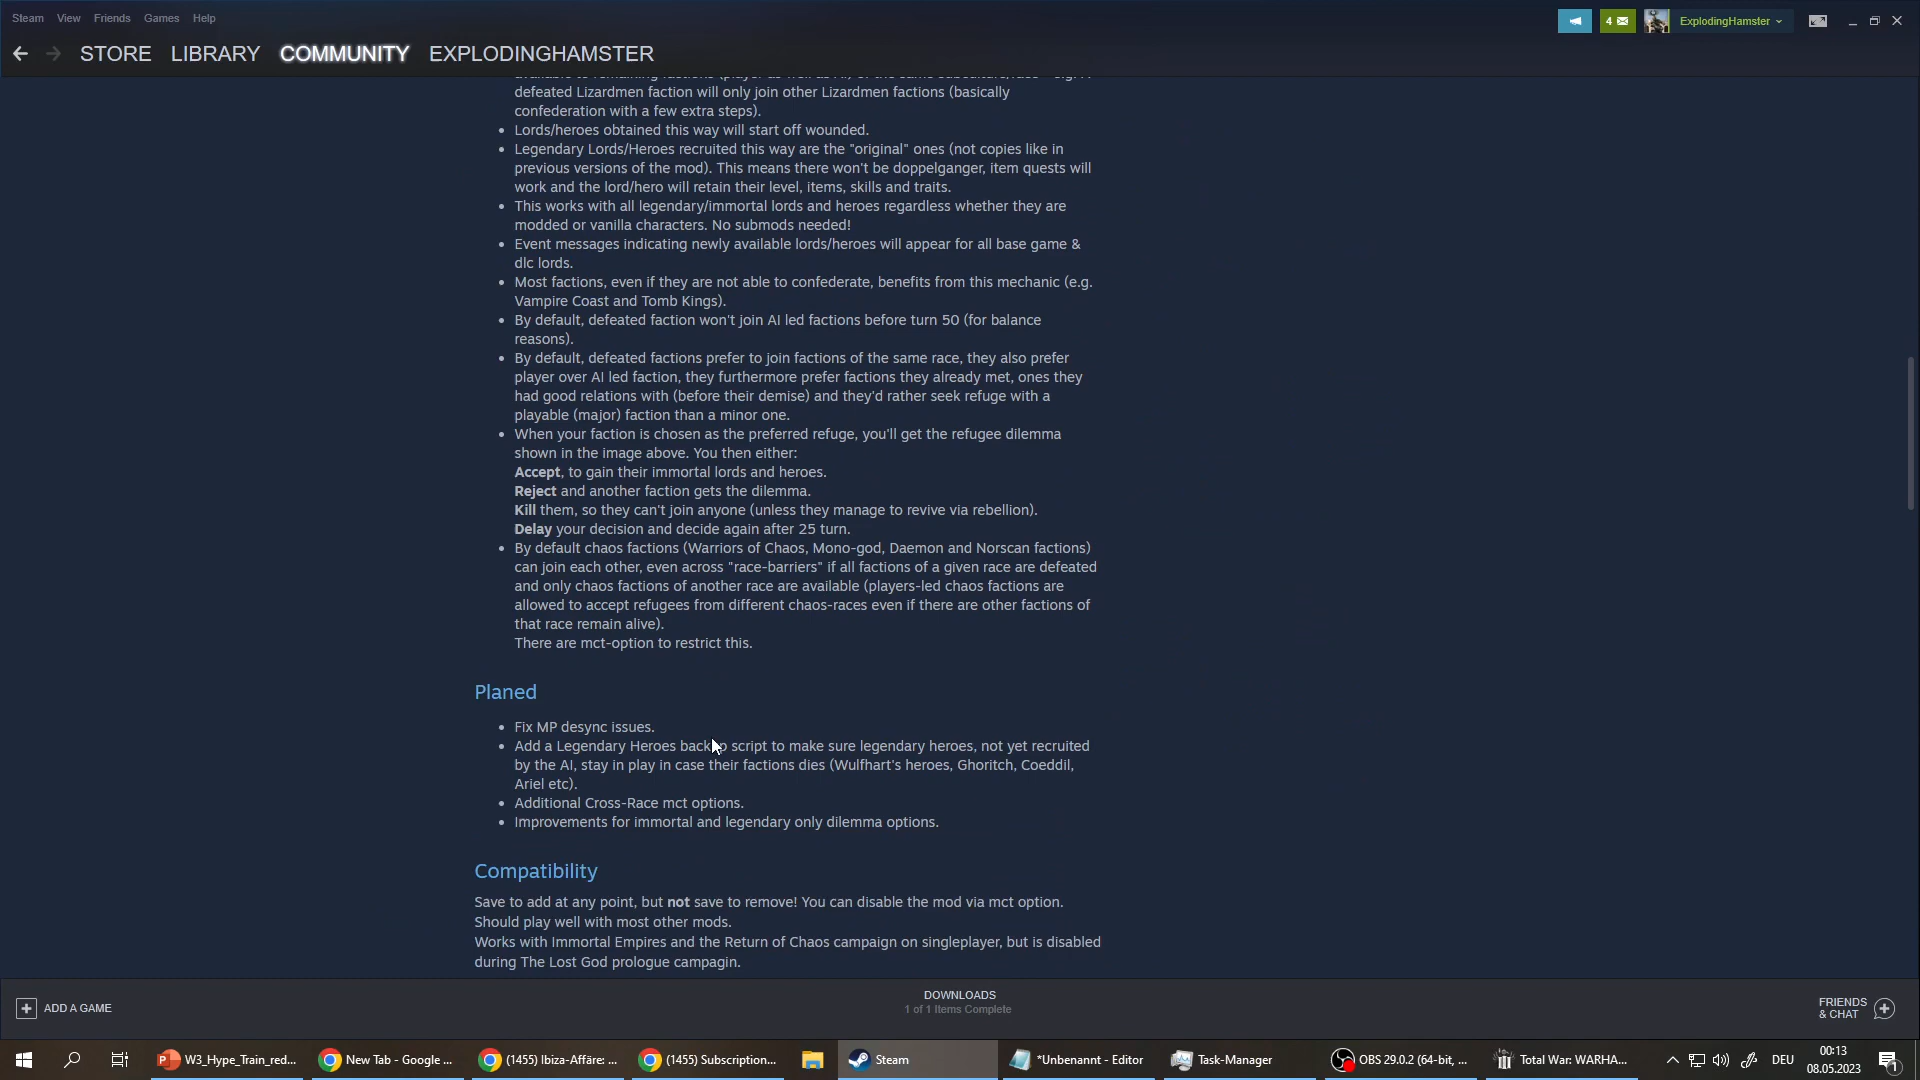 Steam View Friends Games Help
4
ExplodingHamster
STORE LIBRARY COMMUNITY EXPLODINGHAMSTER
defeated Lizardmen faction will only join other Lizardmen factions (basically
confederation with a few extra steps).
Lords/heroes obtained this way will start off wounded.
Legendary Lords/Heroes recruited this way are the "original" ones (not copies like in
previous versions of the mod). This means there won't be doppelganger, item quests will
work and the lord/hero will retain their level, items, skills and traits.
This works with all legendary/immortal lords and heroes regardless whether they are
modded or vanilla characters. No submods needed!
Event messages indicating newly available lords/heroes will appear for all base game &
dlc lords.
Most factions, even if they are not able to confederate, benefits from this mechanic (e.g.
Vampire Coast and Tomb Kings).
By default, defeated faction won't join AI led factions before turn 50 (for balance
reasons).
By default, defeated factions prefer to join factions of the same race, they also prefer
player over AI led faction, they furthermore prefer factions they already met, ones they
had good relations with (before their demise) and they'd rather seek refuge with a
playable (major) faction than a minor one.
When your faction is chosen as the preferred refuge, you'll get the refugee dilemma
shown in the image above. You then either:
Accept, to gain their immortal lords and heroes.
Reject and another faction gets the dilemma.
Kill them, so they can't join anyone (unless they manage to revive via rebellion).
Delay your decision and decide again after 25 turn.
By default chaos factions (Warriors of Chaos, Mono-god, Daemon and Norscan factions)
can join each other, even across "race-barriers" if all factions of a given race are defeated
and only chaos factions of another race are available (players-led chaos factions are
allowed to accept refugees from different chaos-races even if there are other factions of
that race remain alive).
There are mct-option to restrict this.
Planed
Fix MP desync issues.
Add a Legendary Heroes backup script to make sure legendary heroes, not yet recruited
by the AI, stay in play in case their factions dies (Wulfhart's heroes, Ghoritch, Coeddil,
Ariel etc).
Additional Cross-Race mct options.
Improvements for immortal and legendary only dilemma options.
Compatibility
Save to add at any point, but not save to remove! You can disable the mod via mct option.
Should play well with most other mods.
Works with Immortal Empires and the Return of Chaos campaign on singleplayer, but is disabled
during The Lost God prologue campagin.
ADD A GAME
DOWNLOADS
1 of 1 Items Complete
FRIENDS
& CHAT
W3_Hype_Train_red... New Tab - Google ... (1455) Ibiza-Affäre: ... (1455) Subscription... Steam *Unbenannt - Editor Task-Manager OBS 29.0.2 (64-bit, ... Total War: WARHA... DEU
00:13
08.05.2023
1